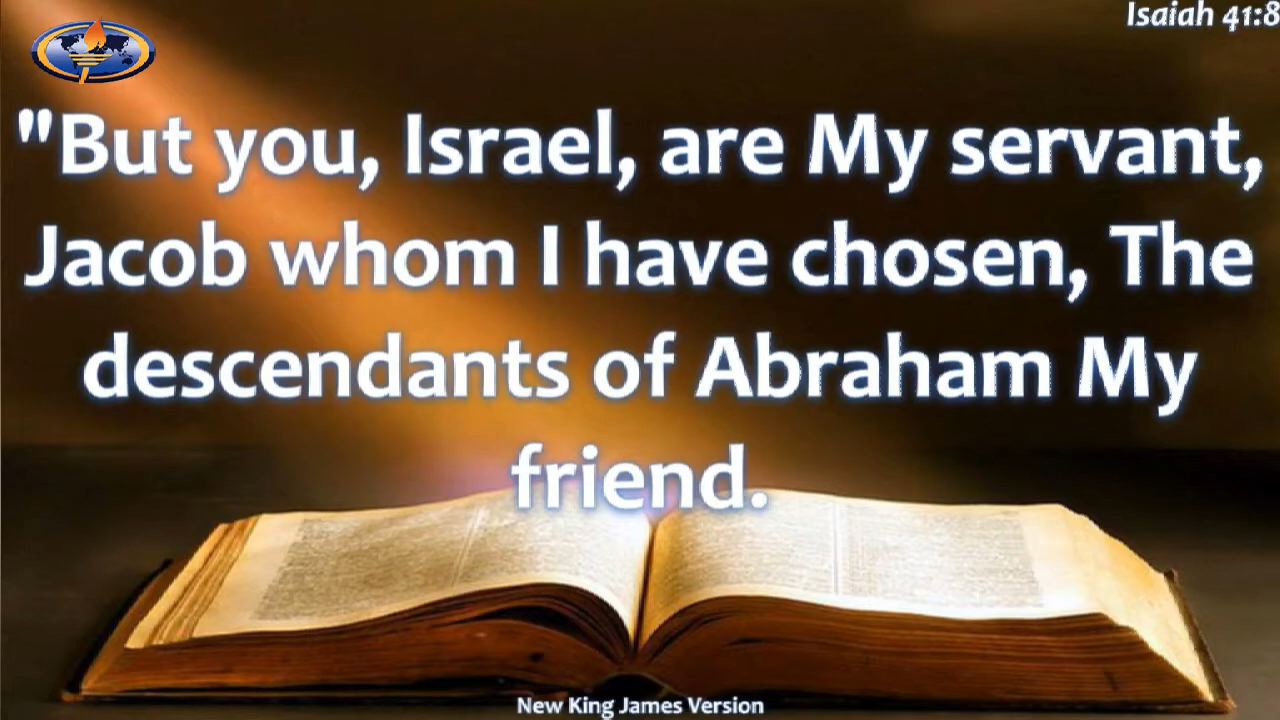 Isaiah 41:8
"But you, Israel, are My servant,
Jacob whom I have chosen, The
descendants of Abraham My
friend.
New King James Version